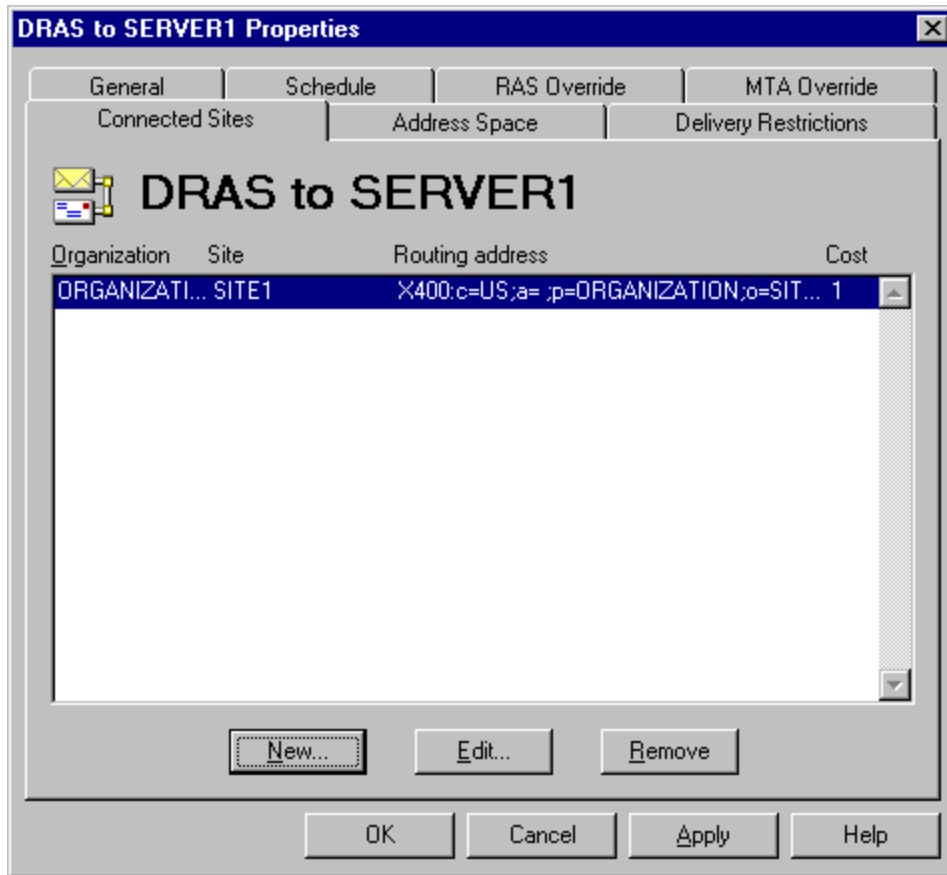 DRAS to SERVER1 Properties
General Schedule RAS Override MTA Override
Connected Sites Address Space Delivery Restrictions
DRAS to SERVER1
Organization Site Routing address Cost
ORGANIZATI... SITE1 X400:c=US;a= ;p=ORGANIZATION;o=SIT... 1
New... Edit... Remove
OK Cancel Apply Help